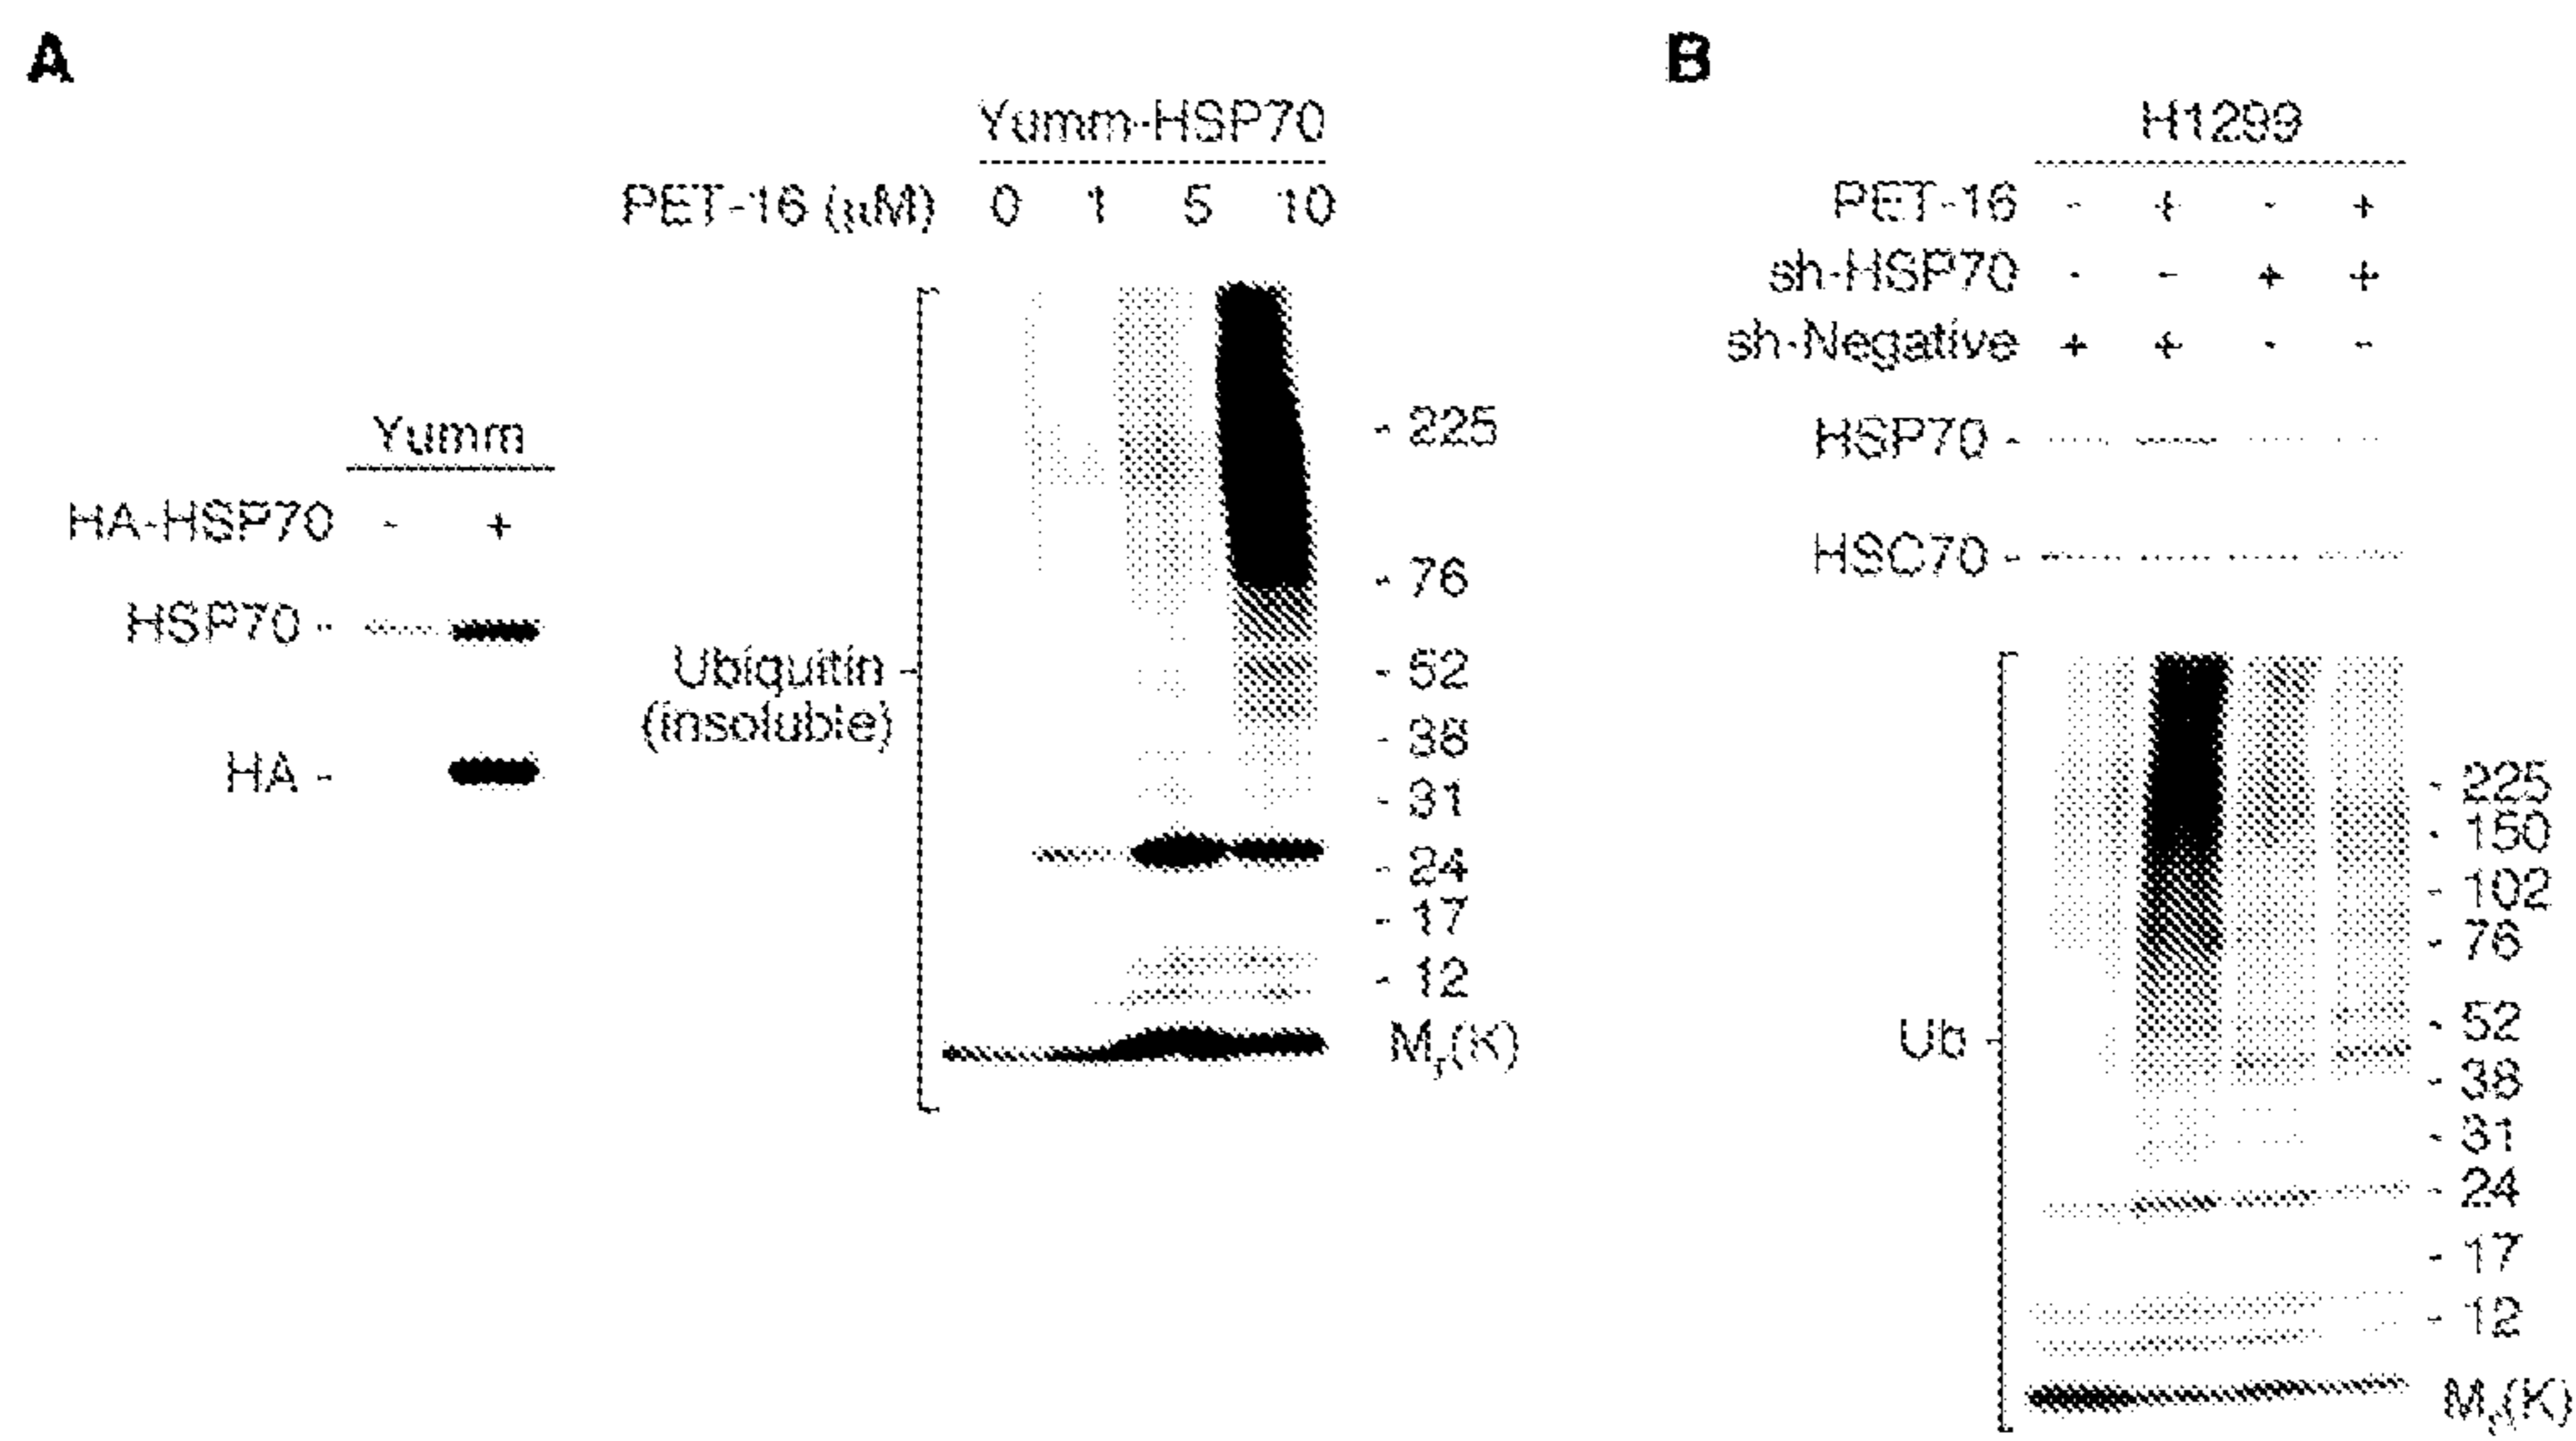 A
Yumm
HA-HSP70 - +
HSP70 -
HA -
Yumm-HSP70
PET-16 (µM) 0 1 5 10
Ubiquitin
(insoluble)
- 225
- 76
- 52
- 38
- 31
- 24
- 17
- 12
Mr(K)
B
H1299
PET-16 - + - +
sh-HSP70 - - + +
sh-Negative + + - -
HSP70 -
HSC70 -
Ub
- 225
- 150
- 102
- 76
- 52
- 38
- 31
- 24
- 17
- 12
Mr(K)